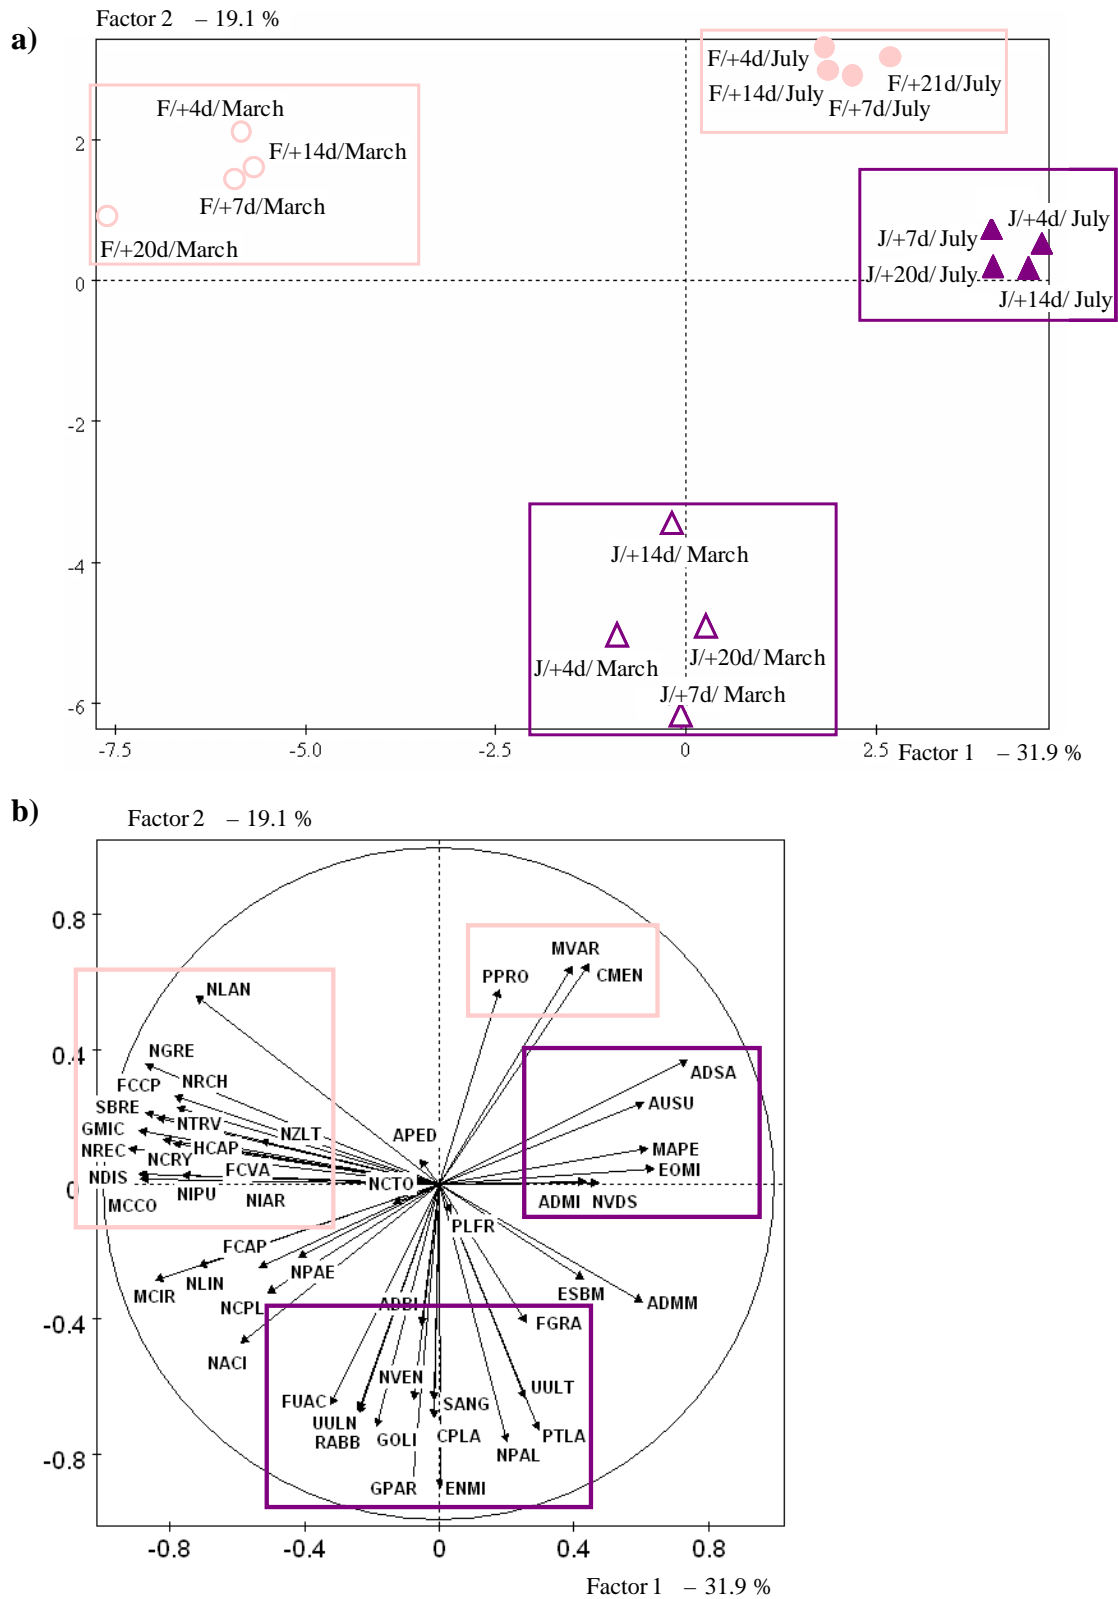 Factor 2 – 19.1 %
a)
F/+4d/July
F/+21d/July
F/+14d/July
F/+7d/July
F/+4d/March
F/+14d/March
F/+7d/March
F/+20d/March
2
J/+4d/ July
J/+7d/ July
J/+20d/ July
J/+14d/ July
0
-2
-4
J/+14d/ March
J/+4d/ March
J/+20d/ March
J/+7d/ March
-6
-7.5 -5.0 -2.5 0 2.5
Factor 1 – 31.9 %
b)
Factor 2 – 19.1 %
0.8
MVAR
PPRO CMEN
NLAN
0.4
NGRE
FCCP NRCH
ADSA
SBRE
AUSU
GMIC NTRV NZLT APED
NREC NCRY HCAP
MAPE
EOMI
NDIS FCVA NCTO
0
MCCO NIPU NIAR
ADMI NVDS
PLFR
FCAP
NLIN NPAE
MCIR NCPL
ADBI
ESBM ADMM
-0.4
FGRA
NACI
NVEN
UULT
FUAC SANG
UULN
RABB GOLI CPLA PTLA
NPAL
-0.8
GPAR ENMI
-0.8 -0.4 0 0.4 0.8
Factor 1 – 31.9 %